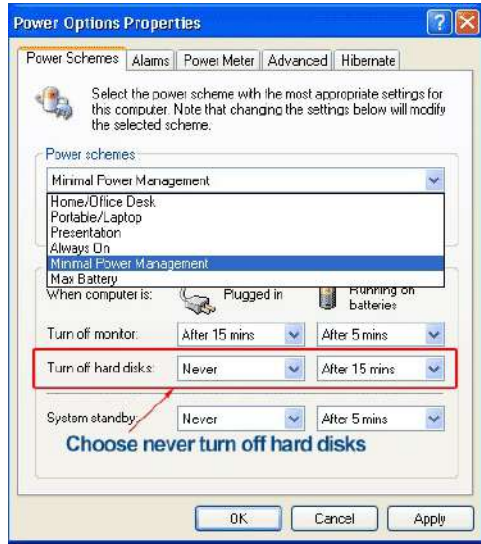 Power Options Properties
Power Schemes Alarms Power Meter Advanced Hibernate
Select the power scheme with the most appropriate settings for
this computer. Note that changing the settings below will modify
the selected scheme.
Power schemes
Minimal Power Management
Home/Office Desk
Portable/Laptop
Presentation
Always On
Minimal Power Management
Max Battery
When computer is: Plugged in Running on
batteries
Turn off monitor: After 15 mins After 5 mins
Turn off hard disks: Never After 15 mins
System standby: Never After 5 mins
Choose never turn off hard disks
OK Cancel Apply